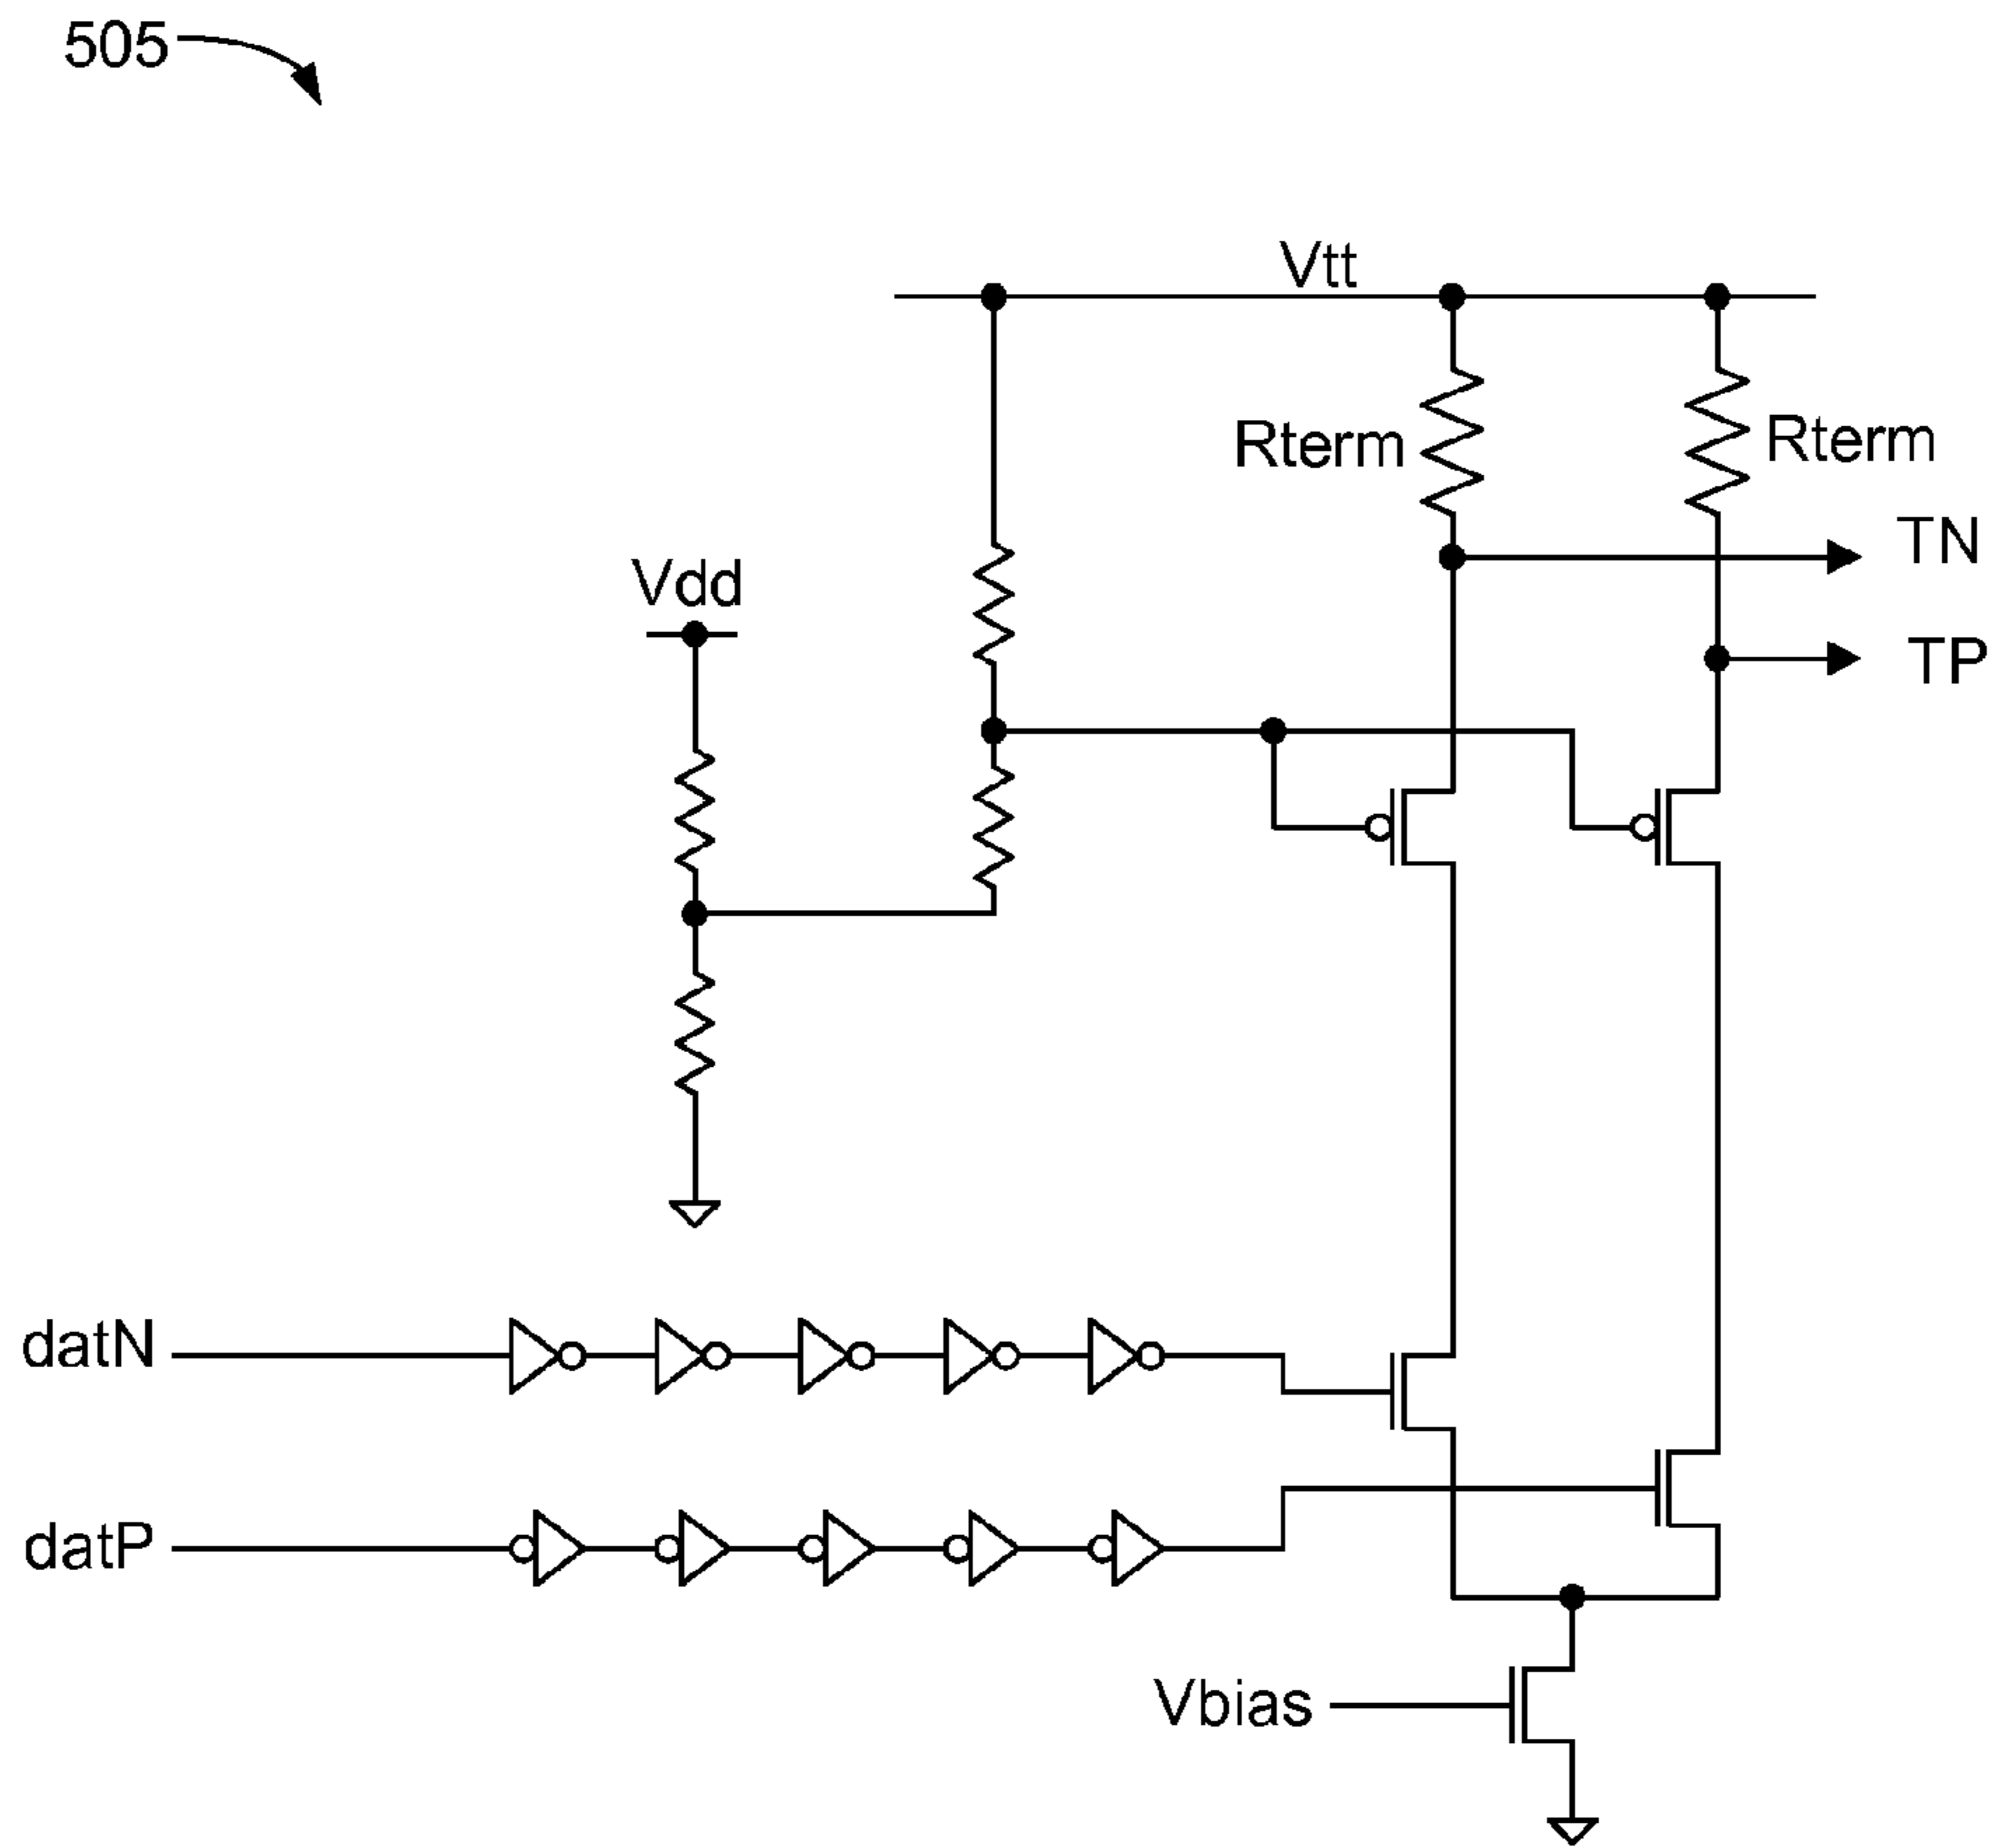 505
Vtt
Rterm
Rterm
TN
Vdd
TP
datN
datP
Vbias